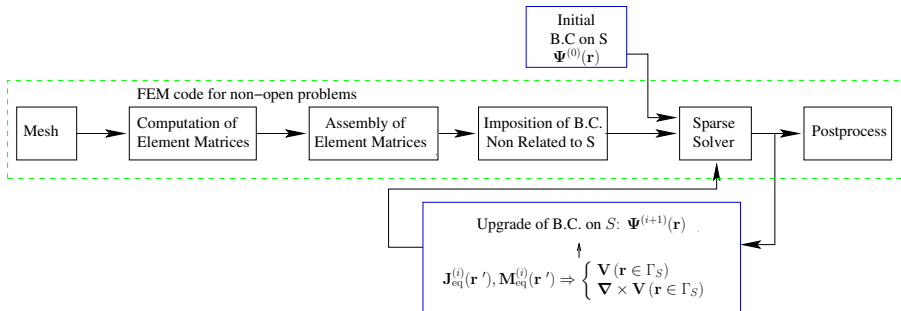 Initial
B.C on S
Ψ^(0)(r)
FEM code for non−open problems
Mesh
Computation of
Element Matrices
Assembly of
Element Matrices
Imposition of B.C.
Non Related to S
Sparse
Solver
Postprocess
Upgrade of B.C. on S: Ψ^(i+1)(r)
J_eq^(i)(r ′), M_eq^(i)(r ′) ⇒ { V (r ∈ Γ_S)
∇ × V (r ∈ Γ_S)